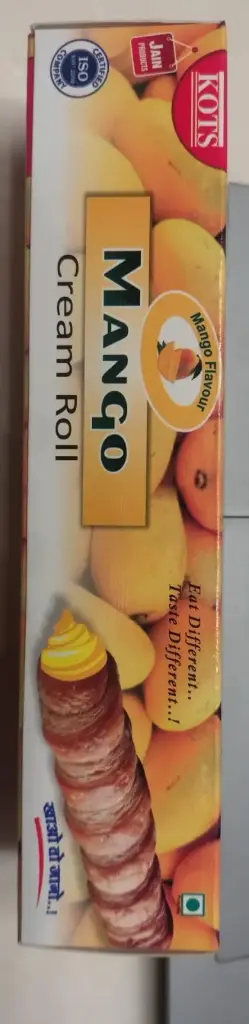 KOTS
JAIN
PRODUCTS
CERTIFIED
ISO
COMPANY
Mango Flavour
MANGO
Cream Roll
Eat Different..
Taste Different..!
खाओ तो जानो..!